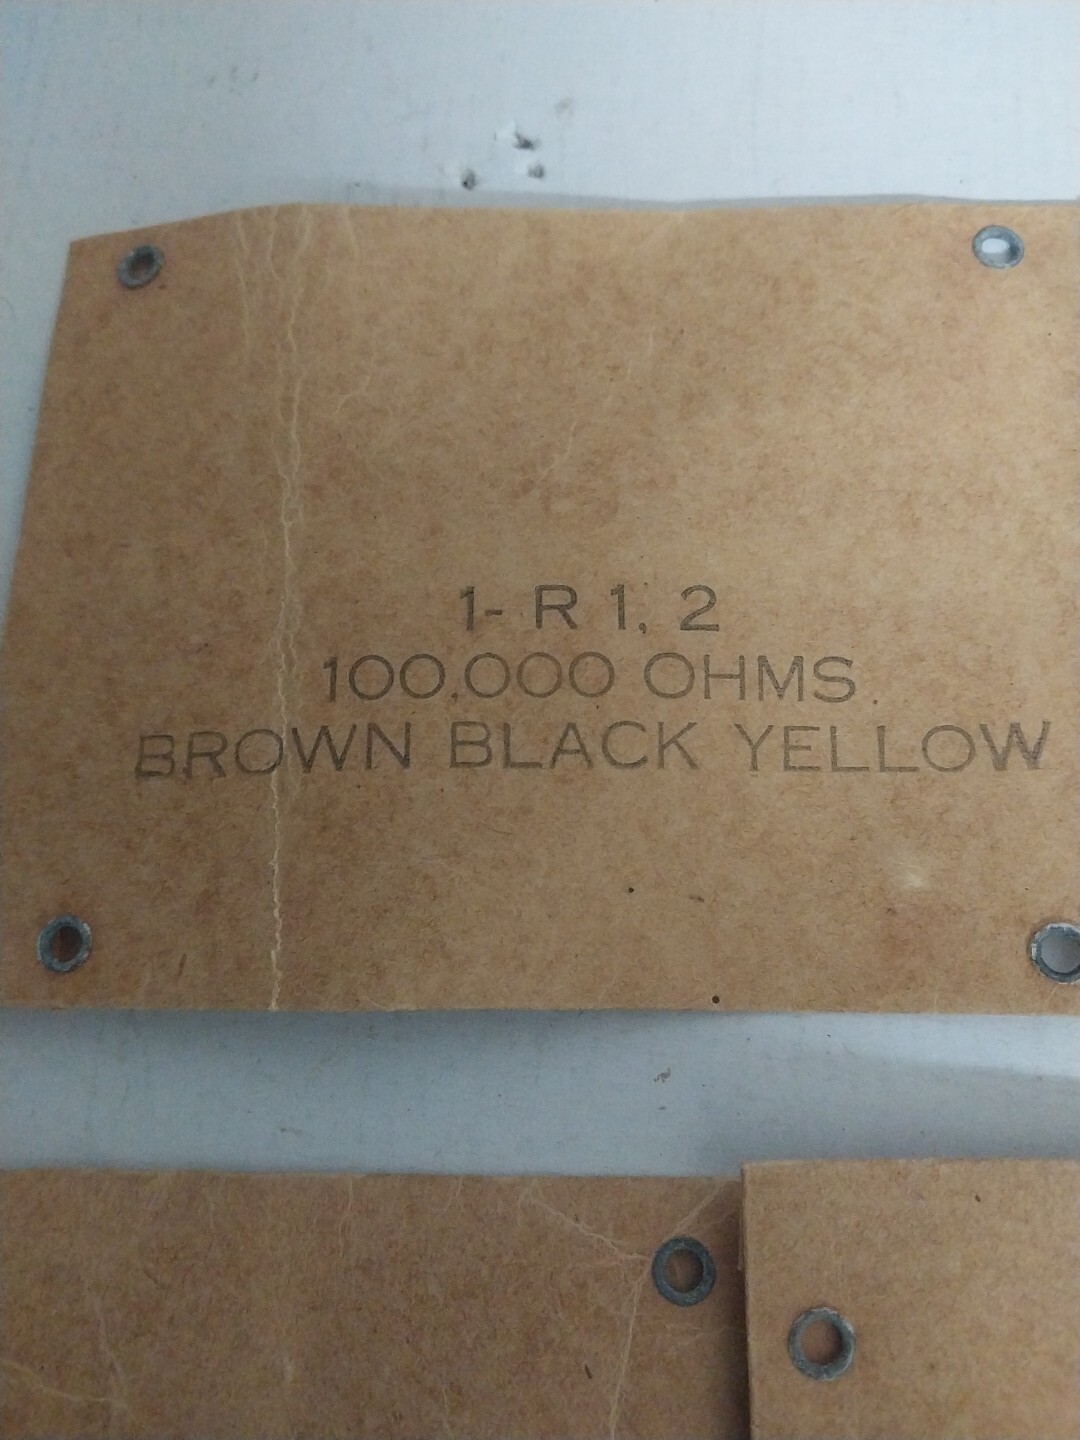 1- R 1, 2
100,000 OHMS
BROWN BLACK YELLOW